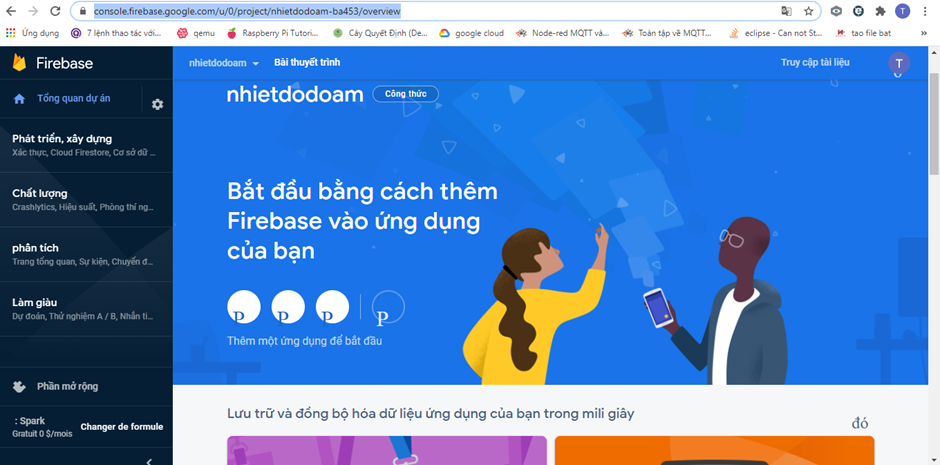 console.firebase.google.com/u/0/project/nhietdodoam-ba453/overview
T
Ứng dụng
7 lệnh thao tác với...
qemu
Raspberry Pi Tutori...
Cây Quyết Định (De...
google cloud
Node-red MQTT và...
Toàn tập về MQTT...
eclipse - Can not St...
tao file bat
»
Firebase
nhietdodoam
Bài thuyết trình
Truy cập tài liệu
T
Tổng quan dự án
Phát triển, xây dựng
Xác thực, Cloud Firestore, Cơ sở dữ ...
Chất lượng
Crashlytics, Hiệu suất, Phòng thí ng...
phân tích
Trang tổng quan, Sự kiện, Chuyển đ...
Làm giàu
Dự đoán, Thử nghiệm A / B, Nhắn ti...
Phần mở rộng
: Spark
Gratuit 0 $/mois
Changer de formule
nhietdodoam
Công thức
Bắt đầu bằng cách thêm
Firebase vào ứng dụng
của bạn
P P P P
Thêm một ứng dụng để bắt đầu
Lưu trữ và đồng bộ hóa dữ liệu ứng dụng của bạn trong mili giây
đó